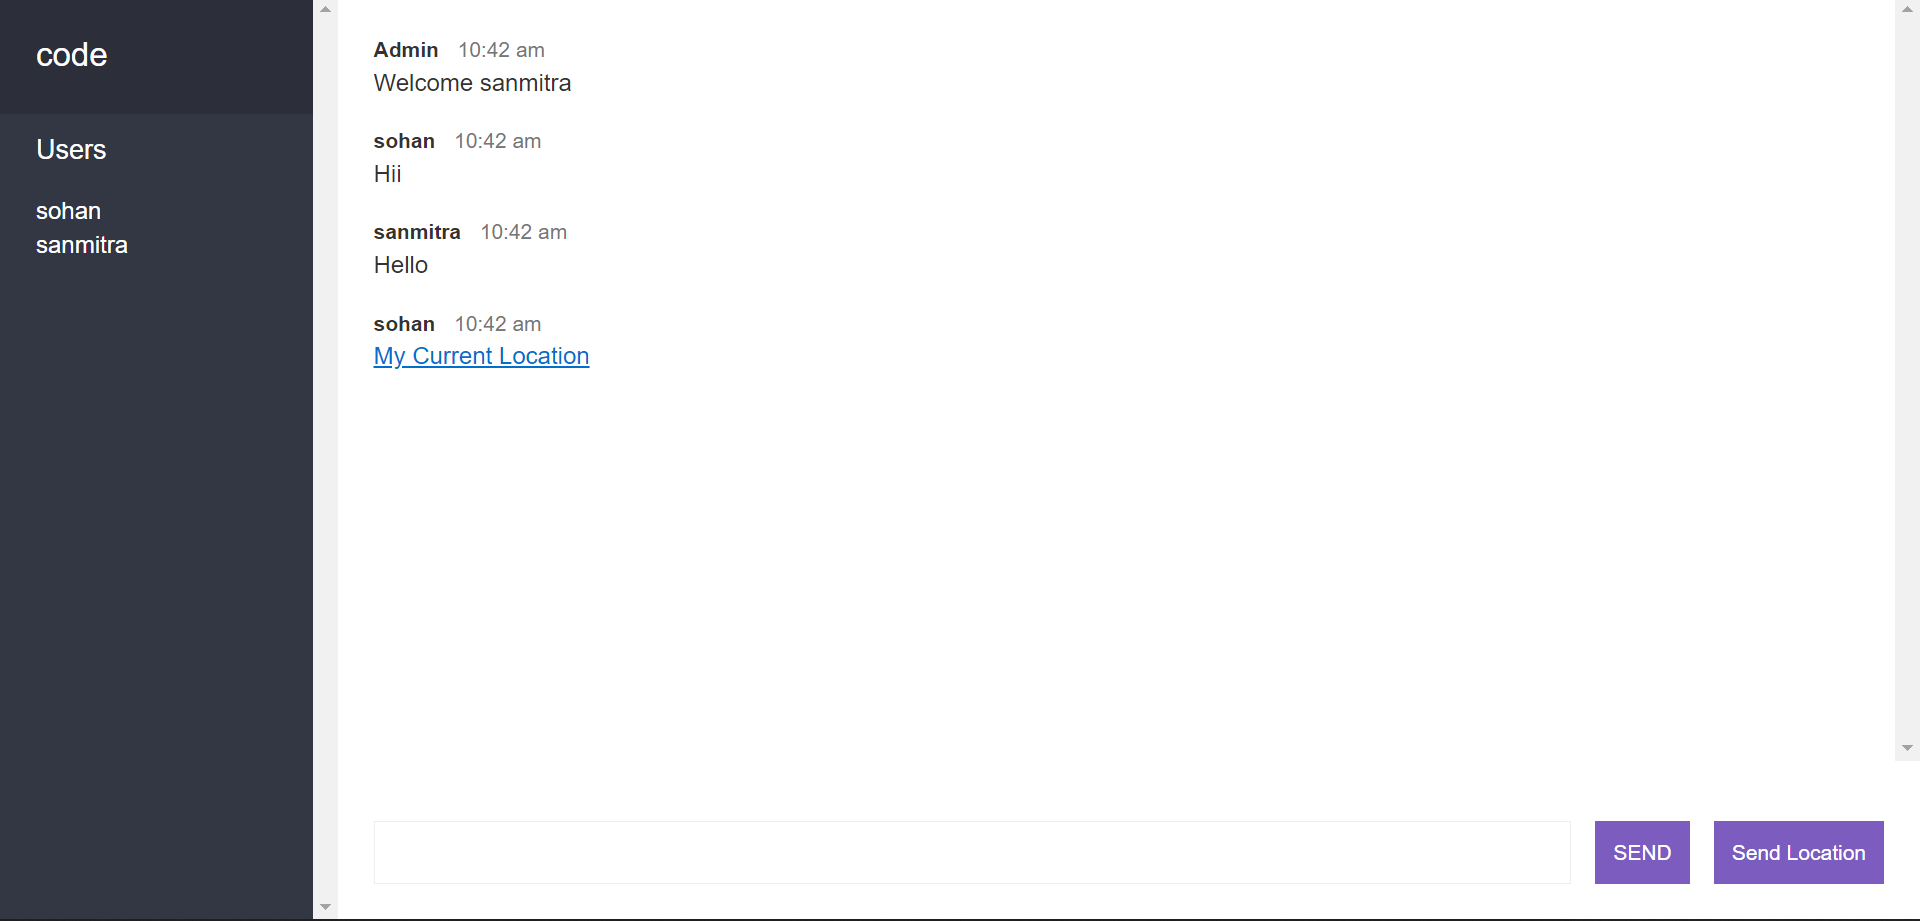 code
Users
sohan
sanmitra
Admin 10:42 am
Welcome sanmitra
sohan 10:42 am
Hii
sanmitra 10:42 am
Hello
sohan 10:42 am
My Current Location
SEND
Send Location